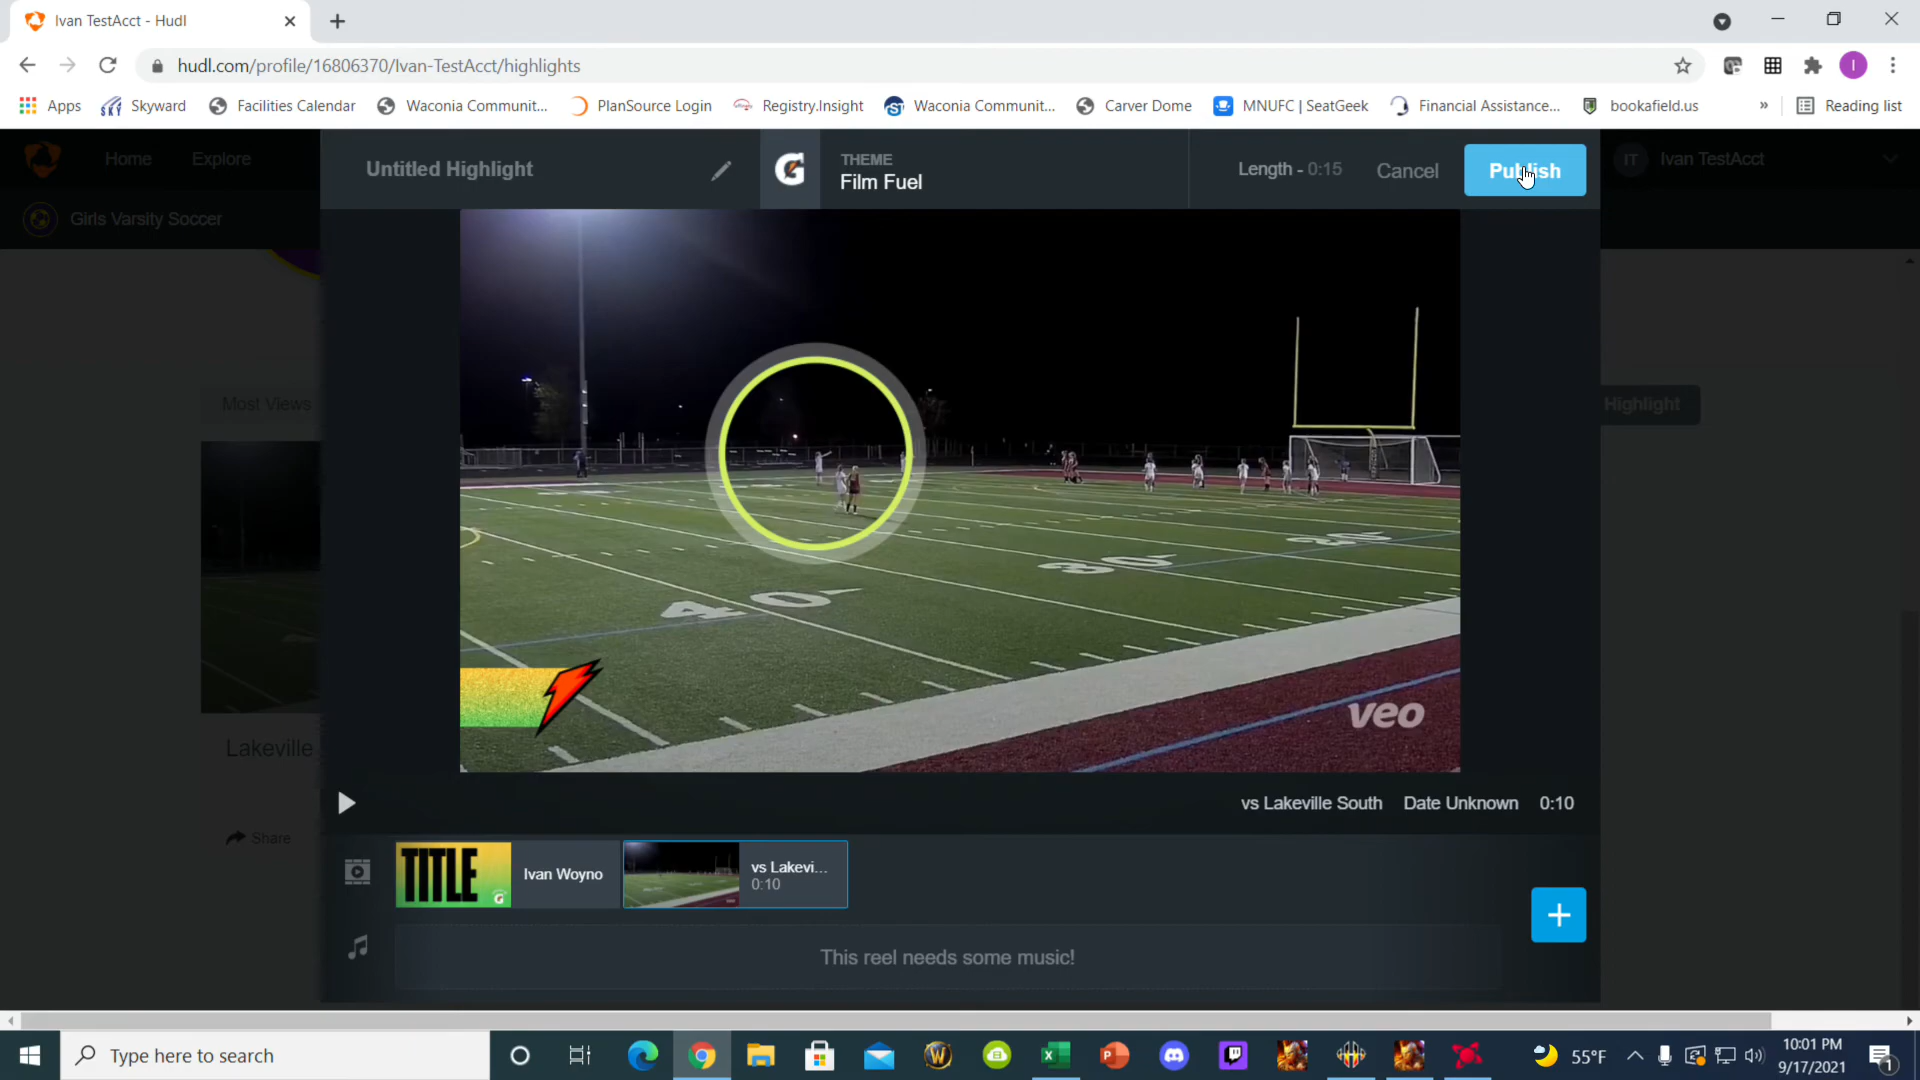 Ivan TestAcct - Hudl
hudl.com/profile/16806370/Ivan-TestAcct/highlights
I
Apps Skyward Facilities Calendar Waconia Communit... PlanSource Login Registry.Insight Waconia Communit... Carver Dome MNUFC | SeatGeek Financial Assistance... bookafield.us » Reading list
Home Explore
Untitled Highlight
THEME
Film Fuel
Length - 0:15 Cancel Publish
IT Ivan TestAcct
Girls Varsity Soccer
Most Views
Highlight
40
30
20
veo
Lakeville
vs Lakeville South Date Unknown 0:10
Share
TITLE
G
Ivan Woyno
vs Lakevi...
0:10
This reel needs some music!
Type here to search
55°F
10:01 PM
9/17/2021
1